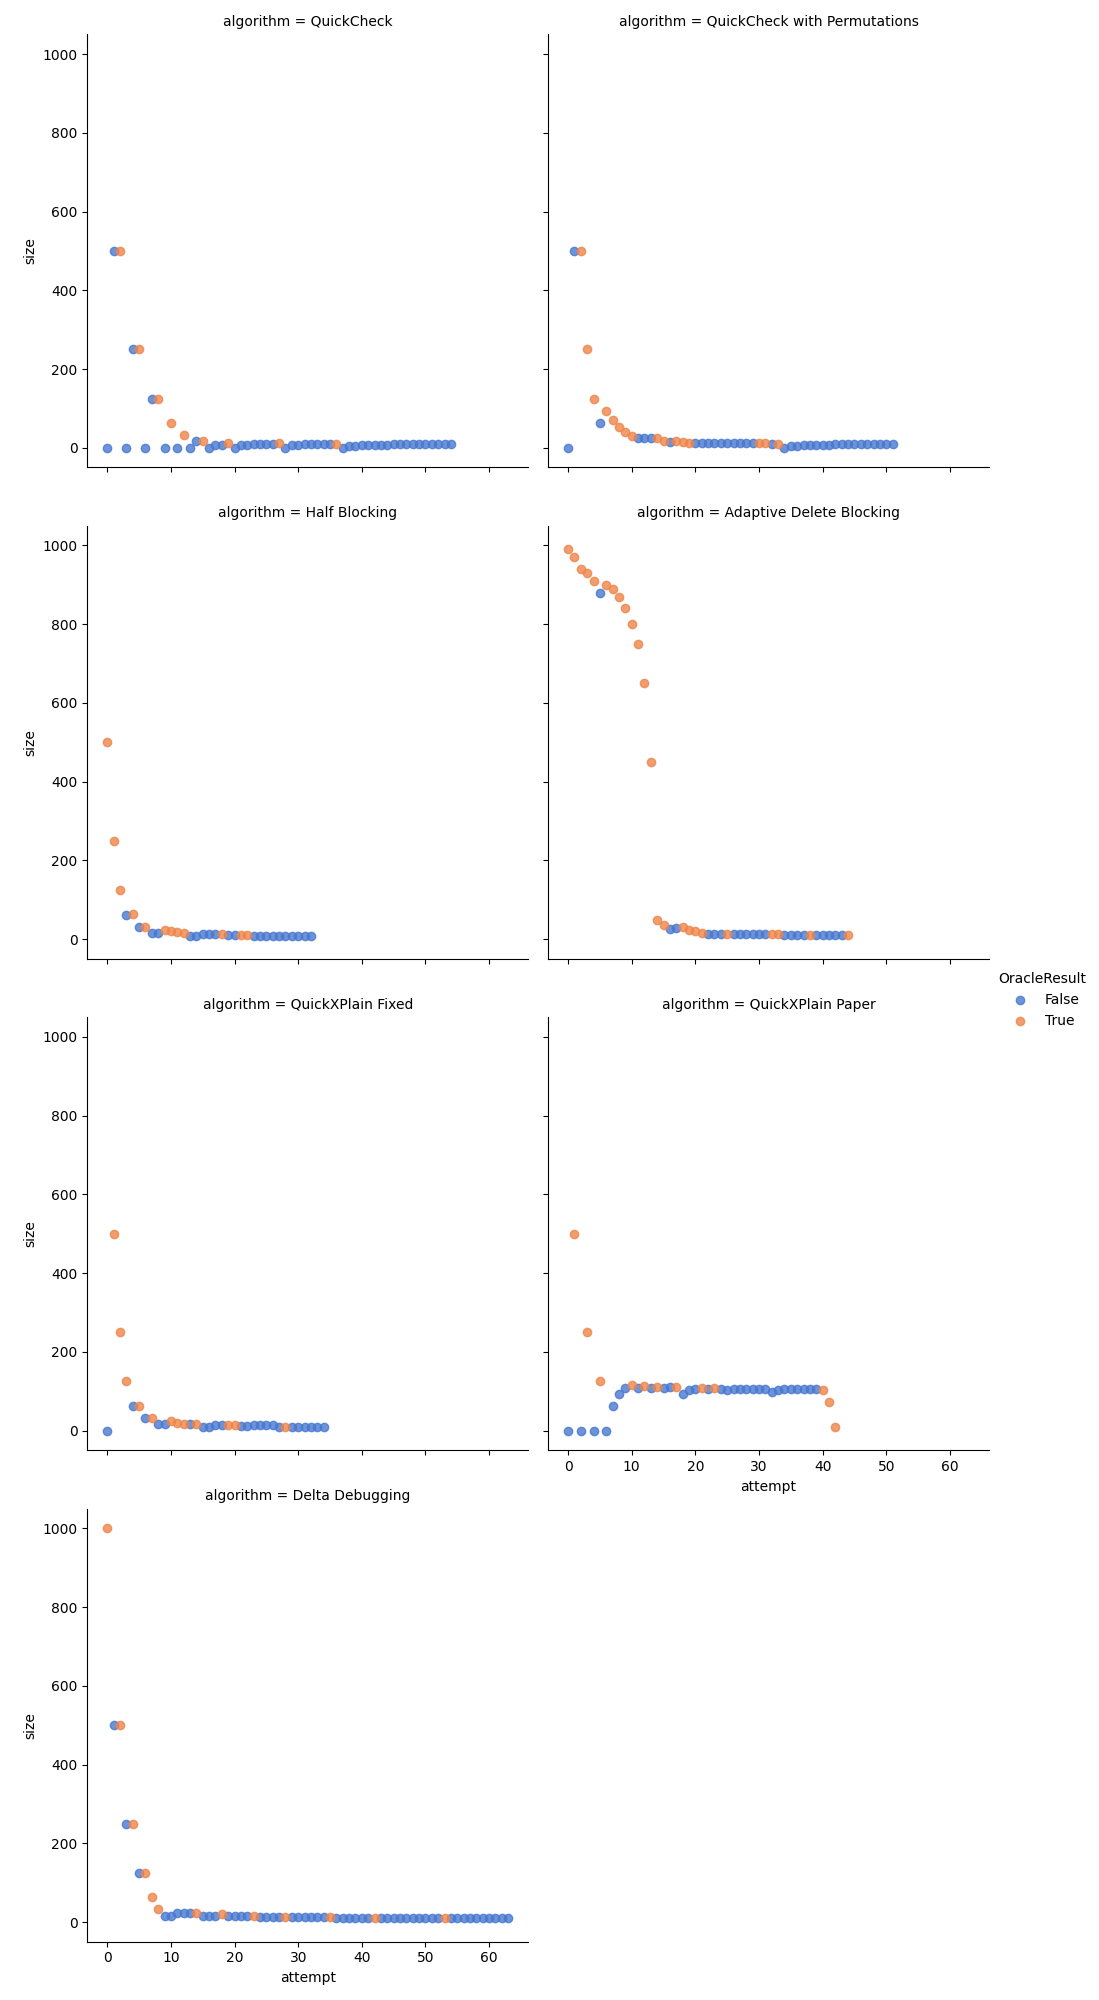 algorithm = QuickCheck
algorithm = QuickCheck with Permutations
1000
800
600
400
200
0
size
algorithm = Half Blocking
algorithm = Adaptive Delete Blocking
1000
800
600
400
200
0
size
OracleResult
False
True
algorithm = QuickXPlain Fixed
algorithm = QuickXPlain Paper
1000
800
600
400
200
0
size
0 10 20 30 40 50 60
attempt
algorithm = Delta Debugging
1000
800
600
400
200
0
size
0 10 20 30 40 50 60
attempt